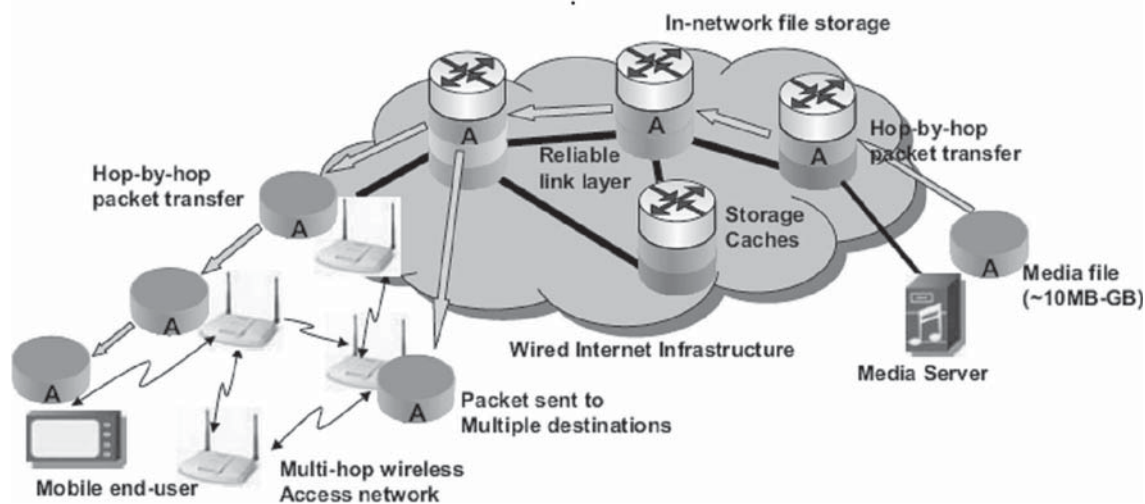 In-network file storage
A
A
A
Hop-by-hop
packet transfer
Reliable
link layer
Hop-by-hop
packet transfer
A
Storage
Caches
A
Media file
(~10MB-GB)
A
Wired Internet Infrastructure
Media Server
A
A
Packet sent to
Multiple destinations
Mobile end-user
Multi-hop wireless
Access network